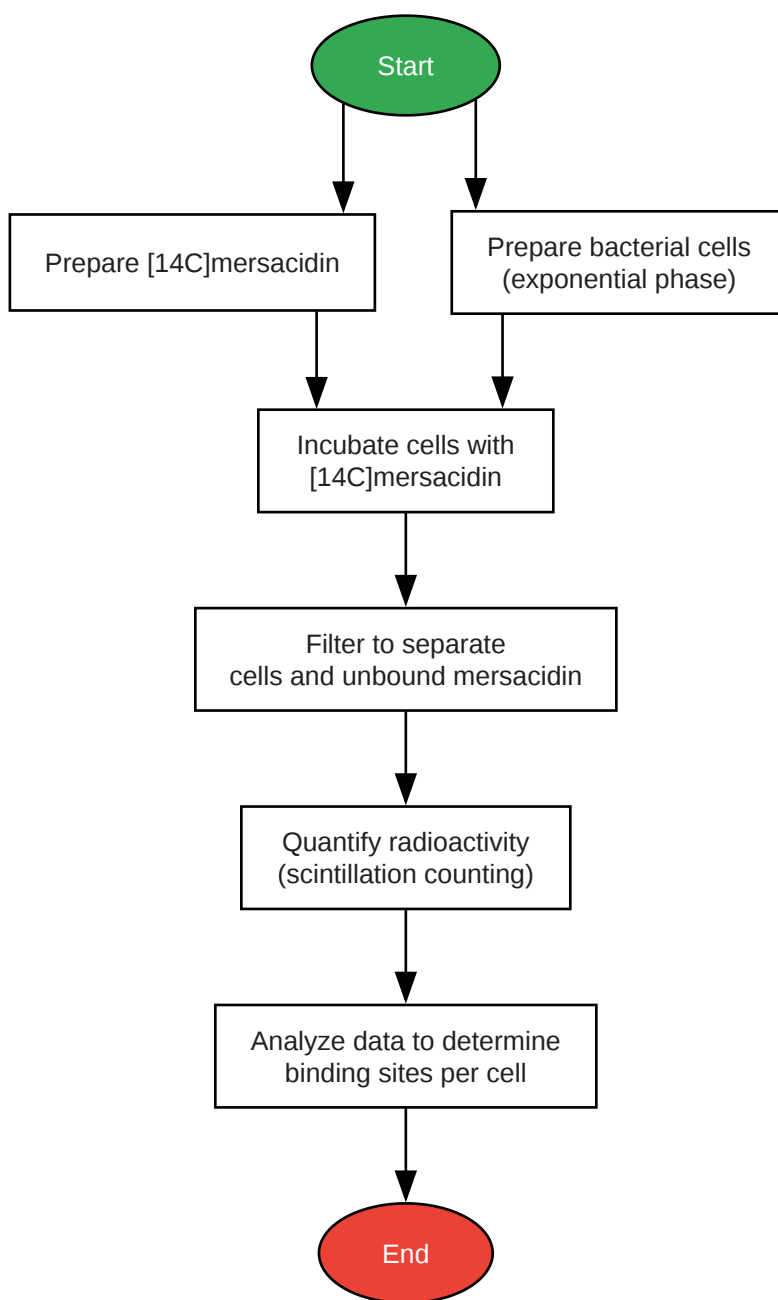 Start
Prepare [14C]mersacidin
Prepare bacterial cells
(exponential phase)
Incubate cells with
[14C]mersacidin
Filter to separate
cells and unbound mersacidin
Quantify radioactivity
(scintillation counting)
Analyze data to determine
binding sites per cell
End